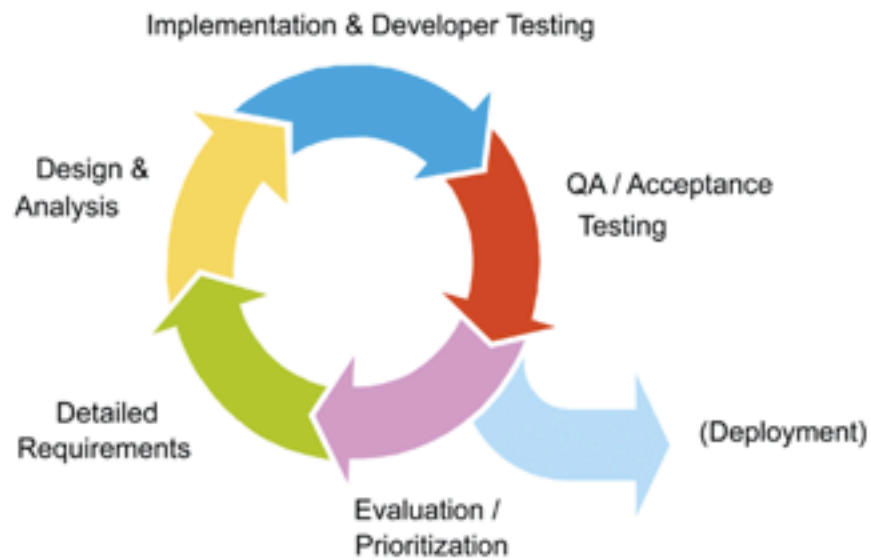 Implementation & Developer Testing
Design &
Analysis
QA / Acceptance
Testing
Detailed
Requirements
(Deployment)
Evaluation /
Prioritization